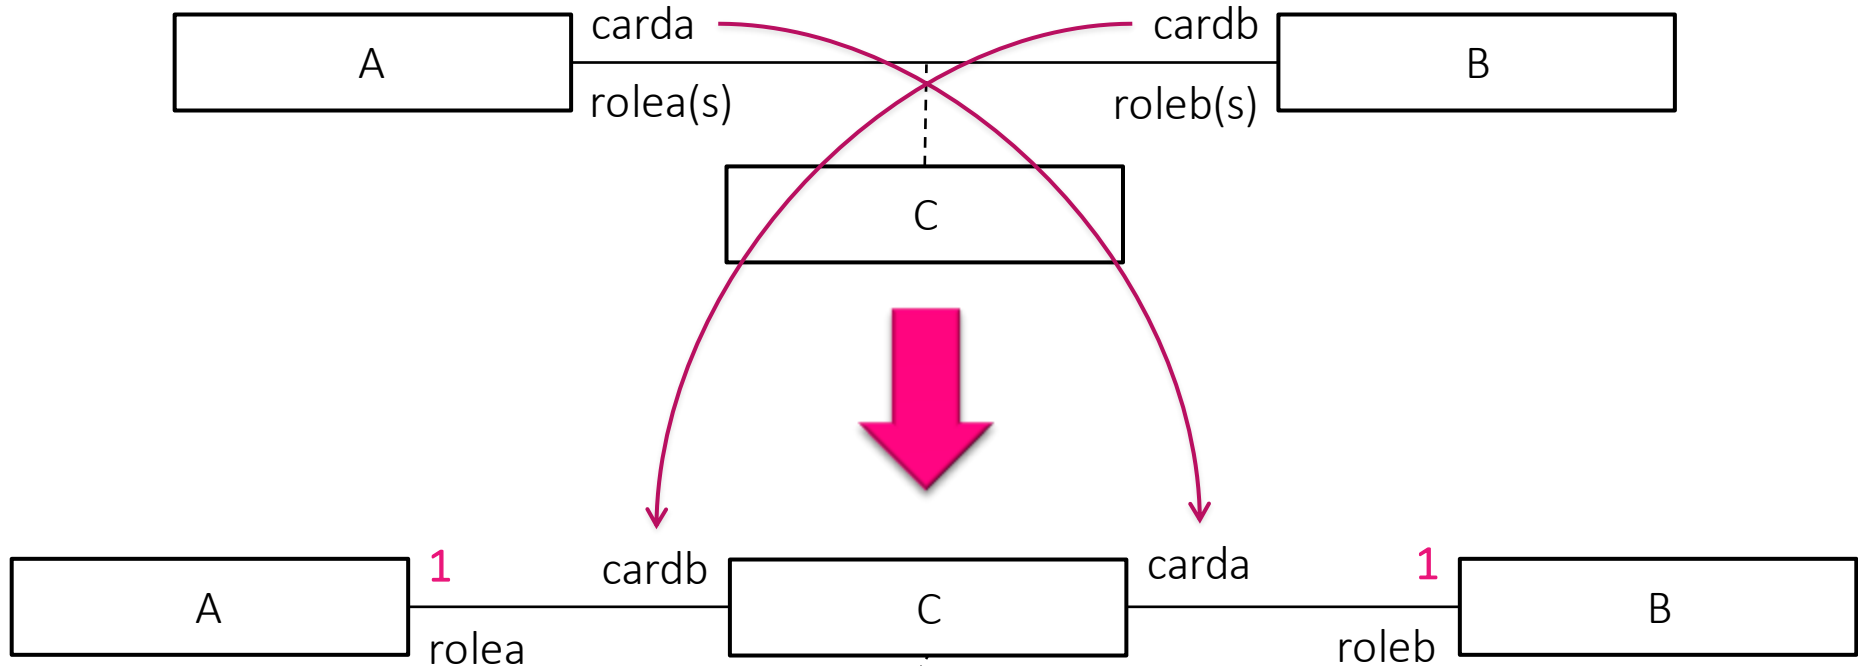 carda cardb
A B
rolea(s) roleb(s)
C
1 cardb carda 1
A C B
rolea roleb